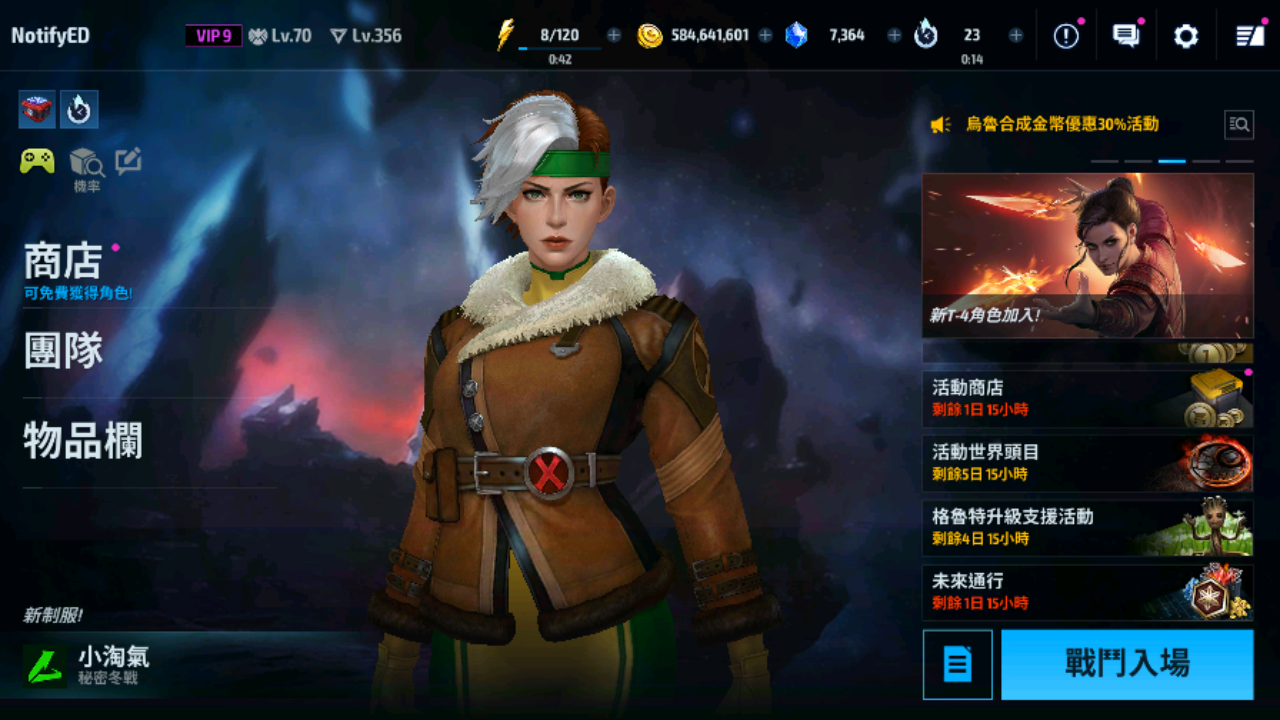 NotifyED
VIP 9
Lv.70
Lv.356
8/120
0:42
584,641,601
7,364
23
0:14
機率
商店
可免費獲得角色!
團隊
物品欄
新制服!
小淘氣
秘密冬戰
烏魯合成金幣優惠30%活動
新T-4角色加入!
活動商店
剩餘1日 15小時
活動世界頭目
剩餘5日 15小時
格魯特升級支援活動
剩餘4日 15小時
未來通行
剩餘1日 15小時
戰鬥入場